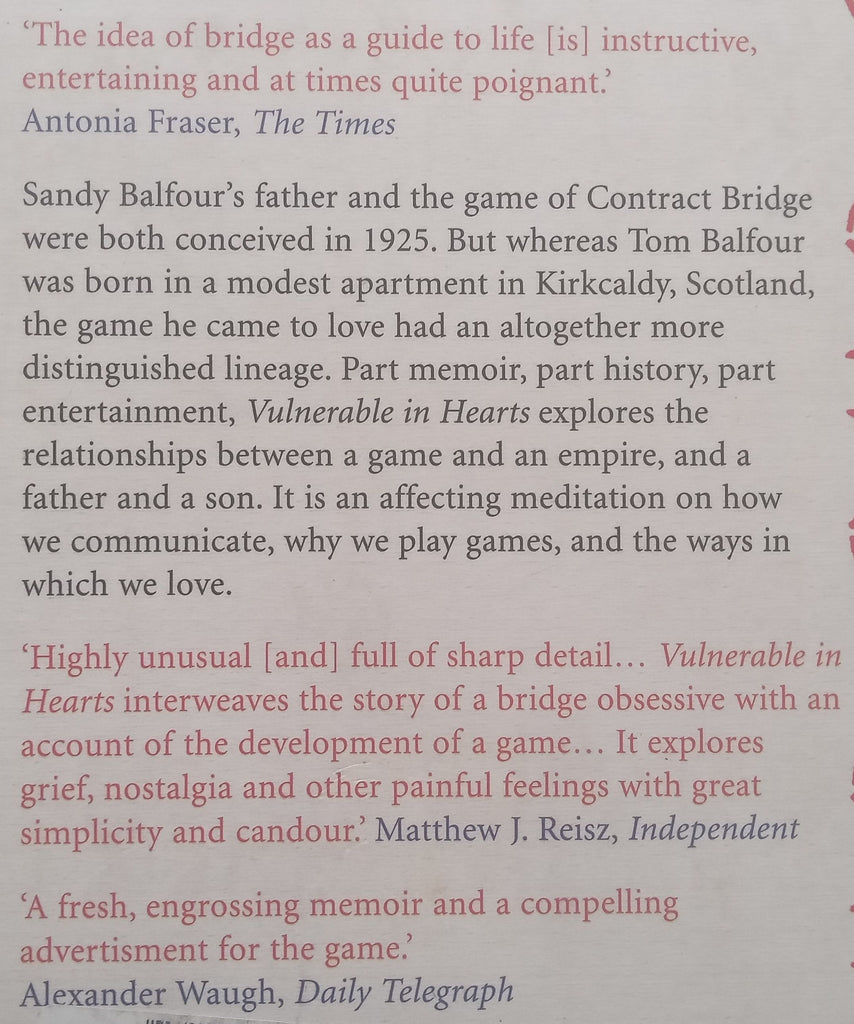 ‘The idea of bridge as a guide to life [is] instructive,
entertaining and at times quite poignant.’
Antonia Fraser, The Times
Sandy Balfour’s father and the game of Contract Bridge
were both conceived in 1925. But whereas Tom Balfour
was born in a modest apartment in Kirkcaldy, Scotland,
the game he came to love had an altogether more
distinguished lineage. Part memoir, part history, part
entertainment, Vulnerable in Hearts explores the
relationships between a game and an empire, and a
father and a son. It is an affecting meditation on how
we communicate, why we play games, and the ways in
which we love.
‘Highly unusual [and] full of sharp detail… Vulnerable in
Hearts interweaves the story of a bridge obsessive with an
account of the development of a game… It explores
grief, nostalgia and other painful feelings with great
simplicity and candour.’ Matthew J. Reisz, Independent
‘A fresh, engrossing memoir and a compelling
advertisment for the game.’
Alexander Waugh, Daily Telegraph